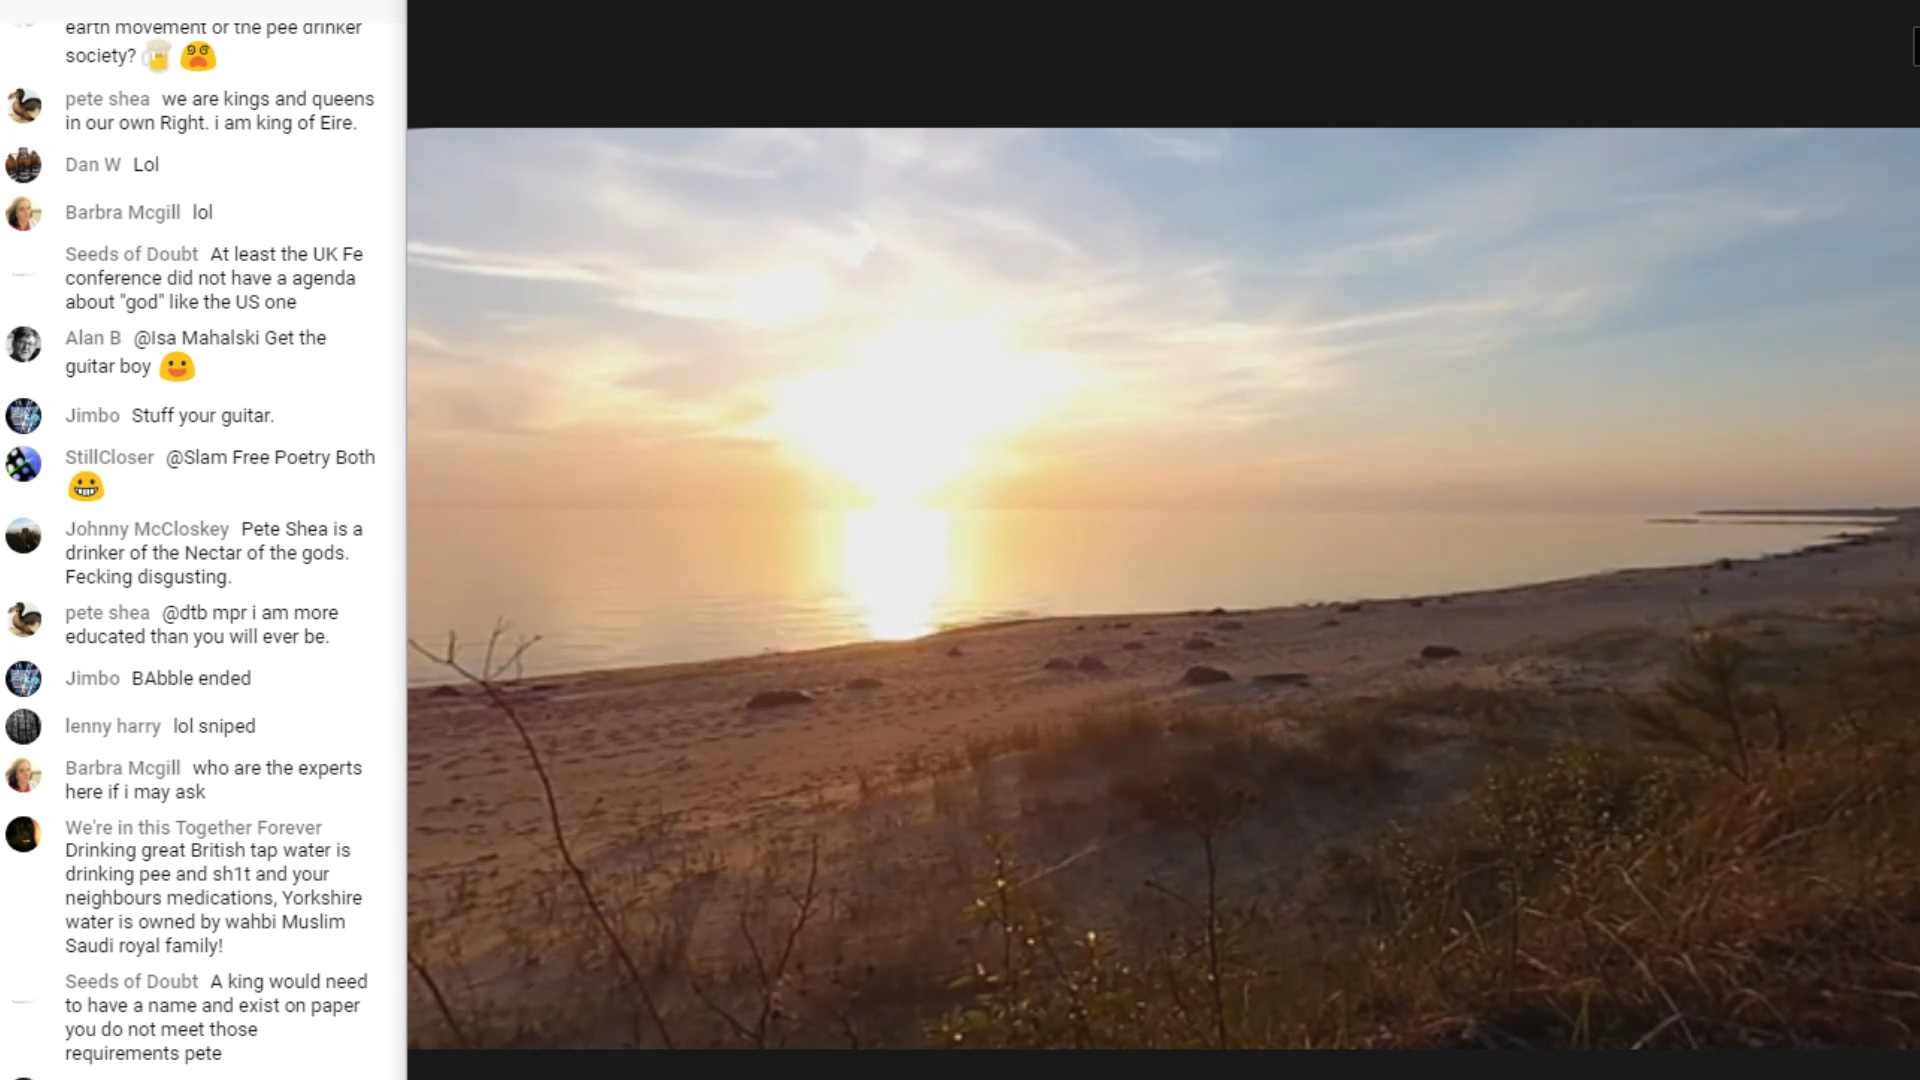 earth movement or the pee drinker
society?
pete shea we are kings and queens
in our own Right. i am king of Eire.
Dan W Lol
Barbra Mcgill lol
Seeds of Doubt At least the UK Fe
conference did not have a agenda
about "god" like the US one
Alan B @Isa Mahalski Get the
guitar boy
Jimbo Stuff your guitar.
StillCloser @Slam Free Poetry Both
Johnny McCloskey Pete Shea is a
drinker of the Nectar of the gods.
Fecking disgusting.
pete shea @dtb mpr i am more
educated than you will ever be.
Jimbo BAbble ended
lenny harry lol sniped
Barbra Mcgill who are the experts
here if i may ask
We're in this Together Forever
Drinking great British tap water is
drinking pee and sh1t and your
neighbours medications, Yorkshire
water is owned by wahbi Muslim
Saudi royal family!
Seeds of Doubt A king would need
to have a name and exist on paper
you do not meet those
requirements pete